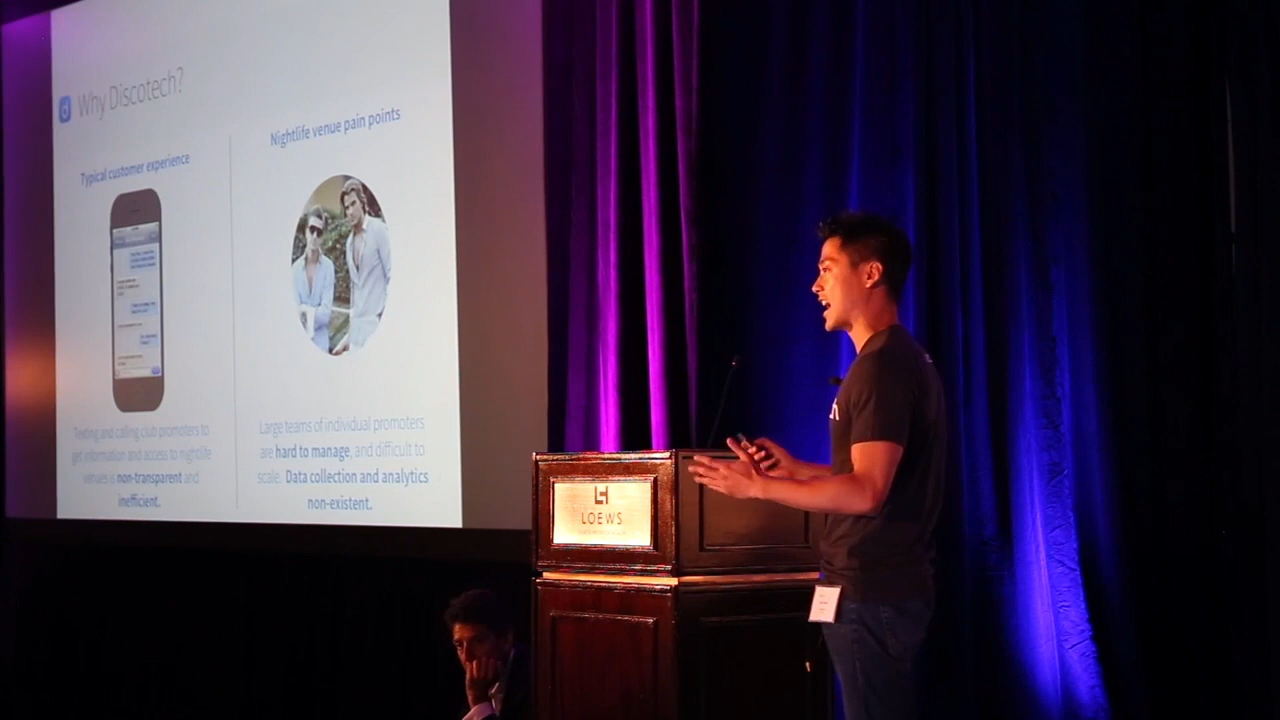 d Why Discotech?
Typical customer experience
Texting and calling club promoters to
get information and access to nightlife
venues is non-transparent and
inefficient.
Nightlife venue pain points
Large teams of individual promoters
are hard to manage, and difficult to
scale. Data collection and analytics
non-existent.
LOEWS